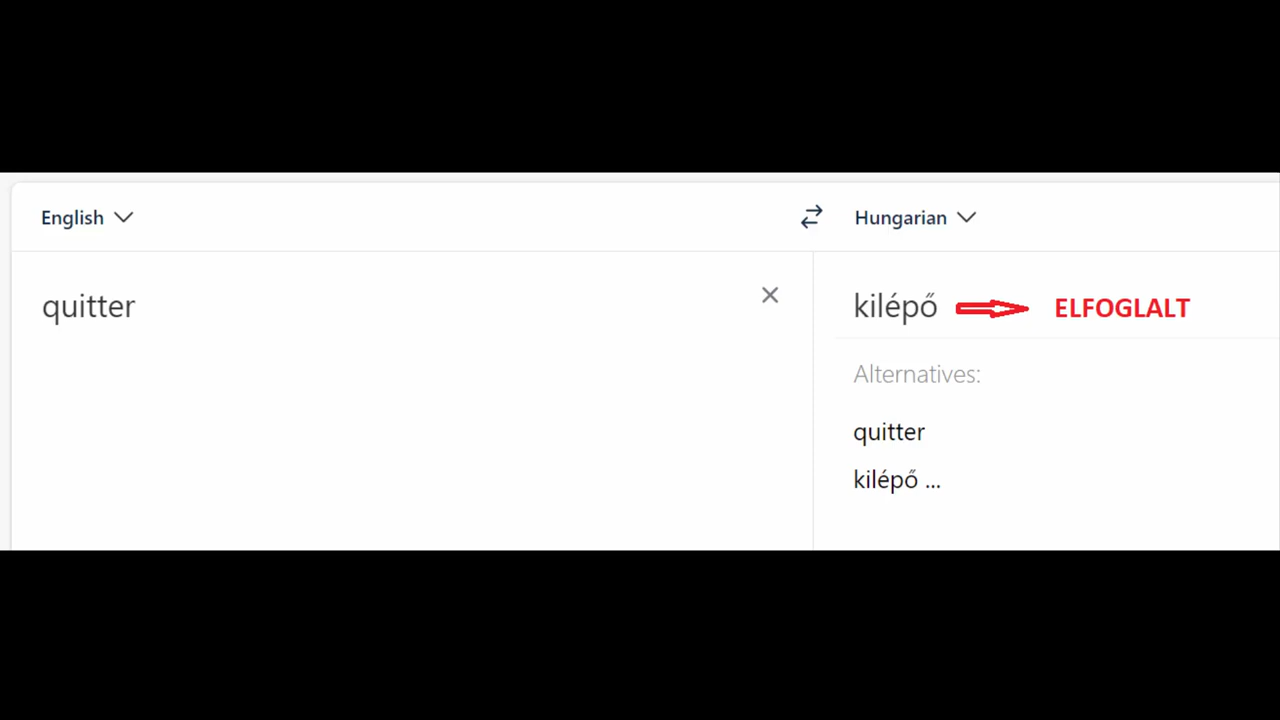 English
Hungarian
quitter
kilépő
ELFOGLALT
Alternatives:
quitter
kilépő ...